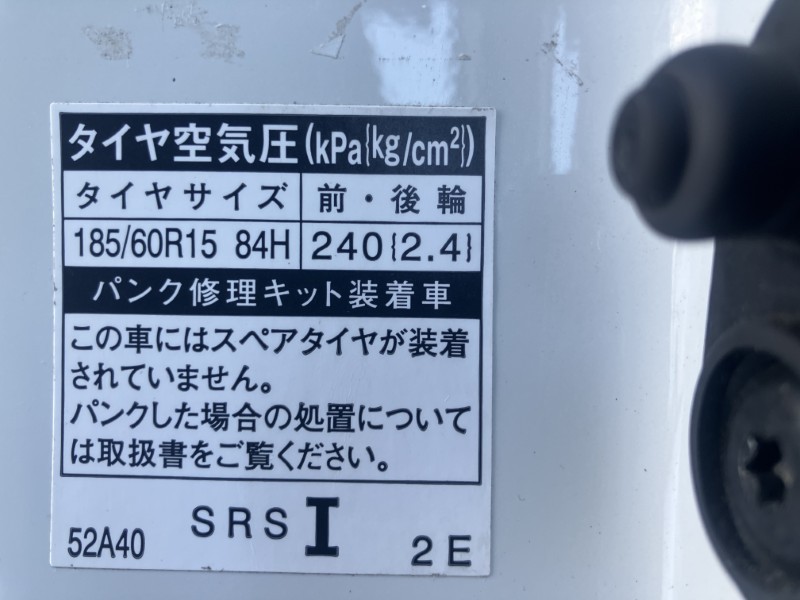 タイヤ空気圧(kPa{kg/cm²})
タイヤサイズ 前・後輪
185/60R15 84H 240{2.4}
パンク修理キット装着車
この車にはスペアタイヤが装着
されていません。
パンクした場合の処置について
は取扱書をご覧ください。
52A40 SRS I 2E